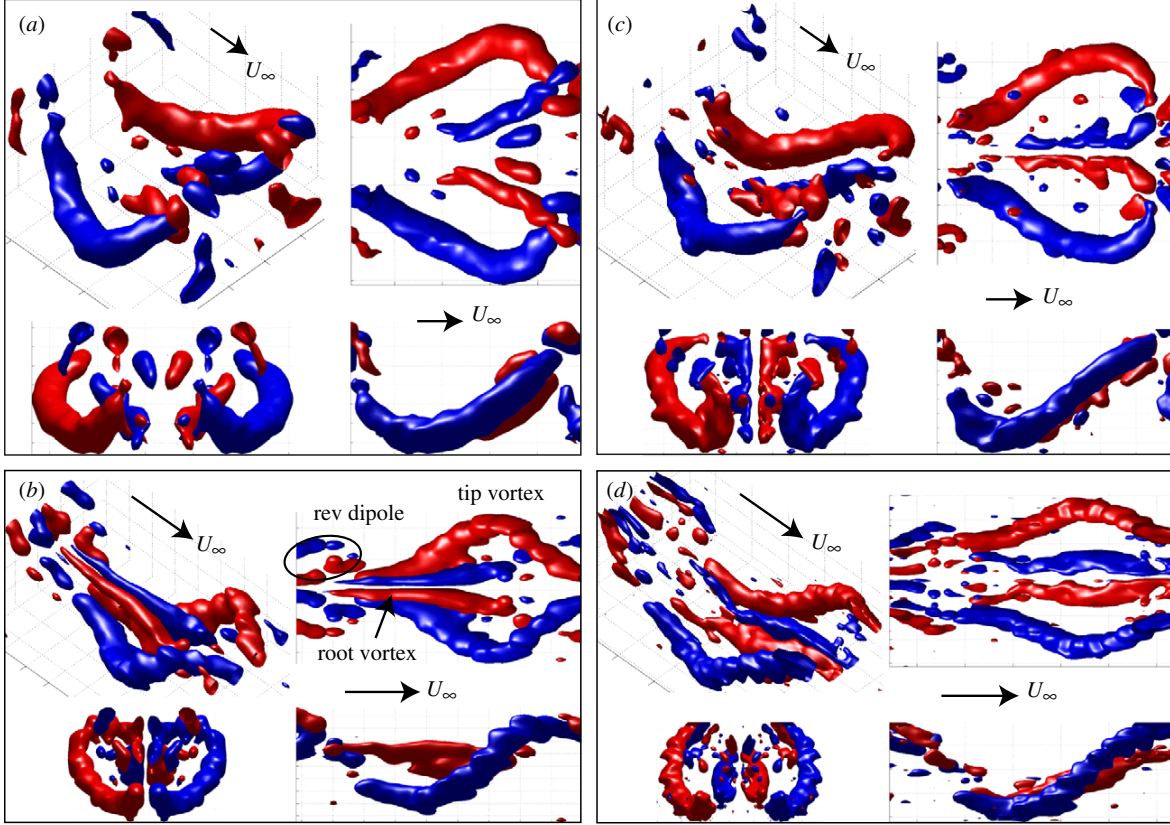 (a)
U∞
U∞
(c)
U∞
U∞
(b)
U∞
rev dipole
tip vortex
root vortex
U∞
(d)
U∞
U∞